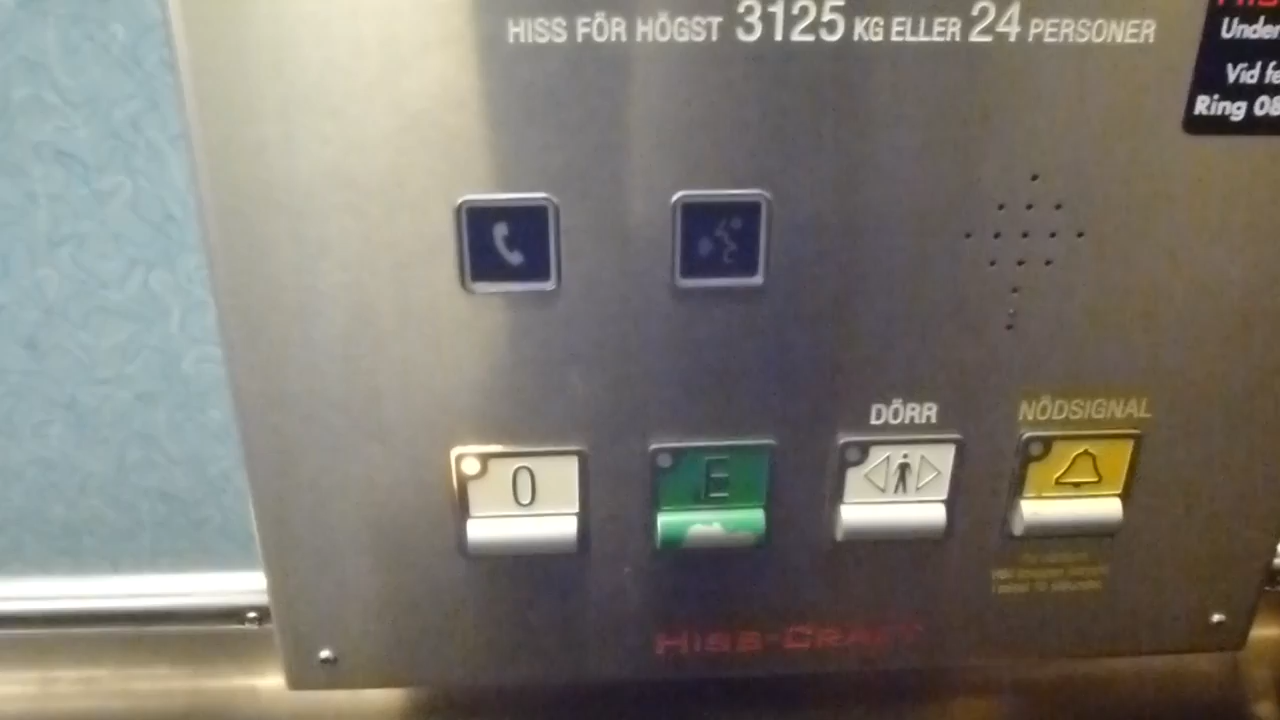 HISS FÖR HÖGST 3125 KG ELLER 24 PERSONER
Under
Vid fe
Ring 08
DÖRR
NÖDSIGNAL
0
E
HISS-CRAFT